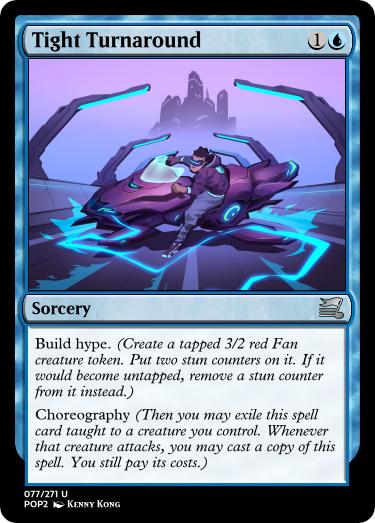 Tight Turnaround 1
Sorcery
Build hype. (Create a tapped 3/2 red Fan
creature token. Put two stun counters on it. If it
would become untapped, remove a stun counter
from it instead.)
Choreography (Then you may exile this spell
card taught to a creature you control. Whenever
that creature attacks, you may cast a copy of this
spell. You still pay its costs.)
077/271 U
POP2 Kenny Kong